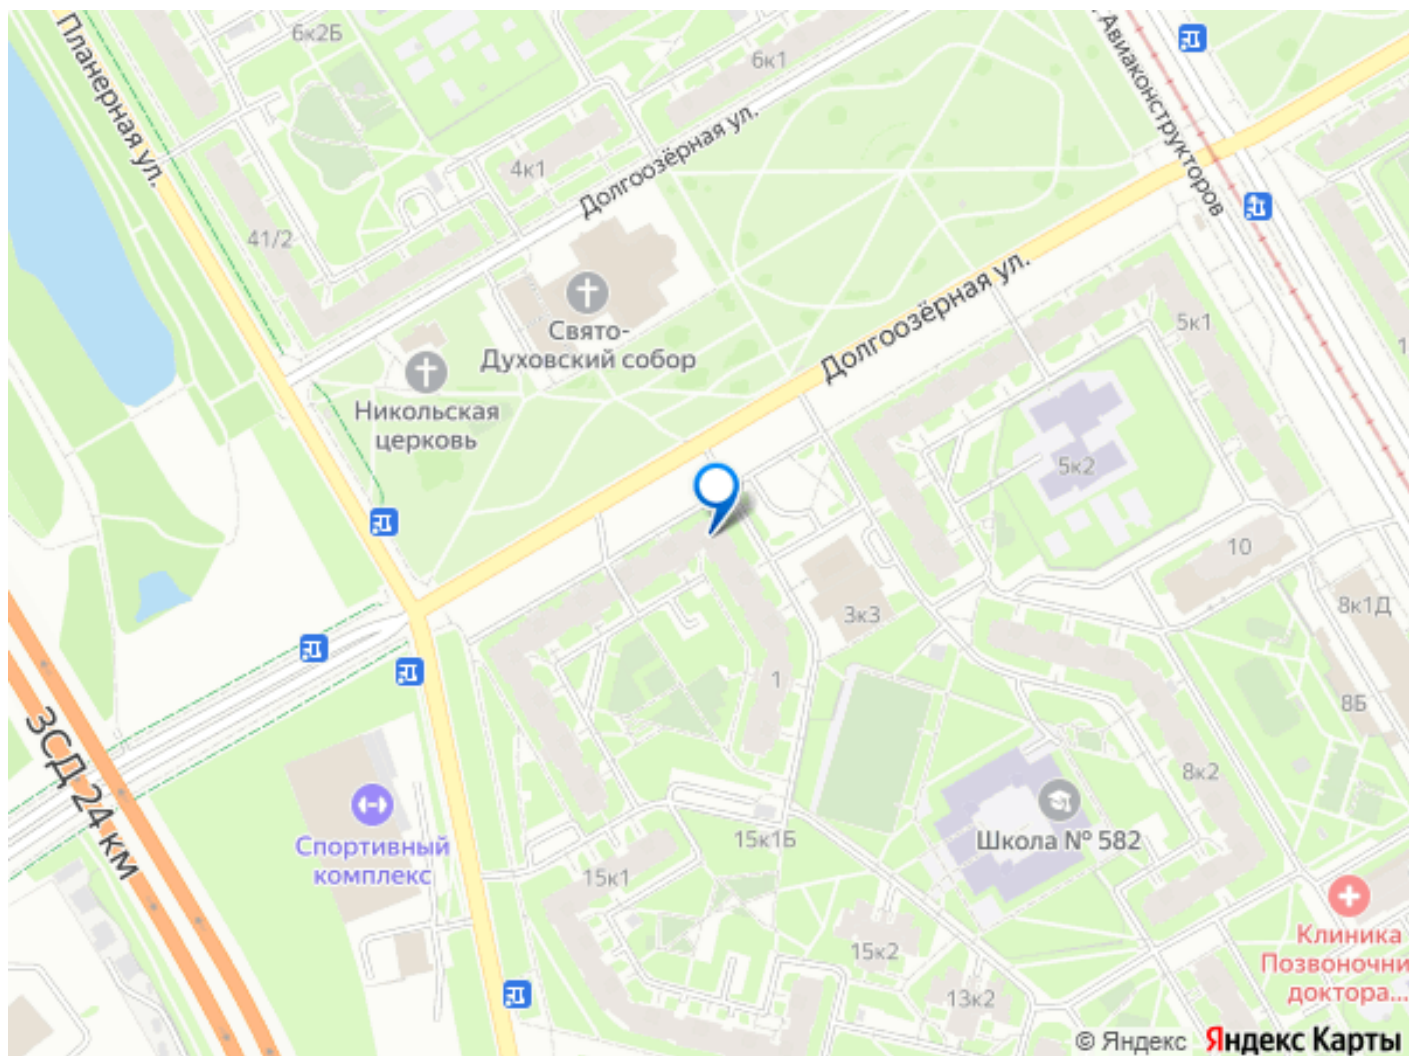 6к2Б
Планерная ул.
6к1
Авиаконструкторов
4к1
Долгоозёрная ул.
41/2
Свято-
Духовский собор
Долгоозёрная ул.
5к1
1
Никольская
церковь
5к2
10
3к3
8к1Д
1
8Б
ЗСД 24 км
8к2
Спортивный
комплекс
15к1Б
Школа № 582
15к1
15к2
Клиника
Позвоночни
доктора...
13к2
© Яндекс Яндекс Карты